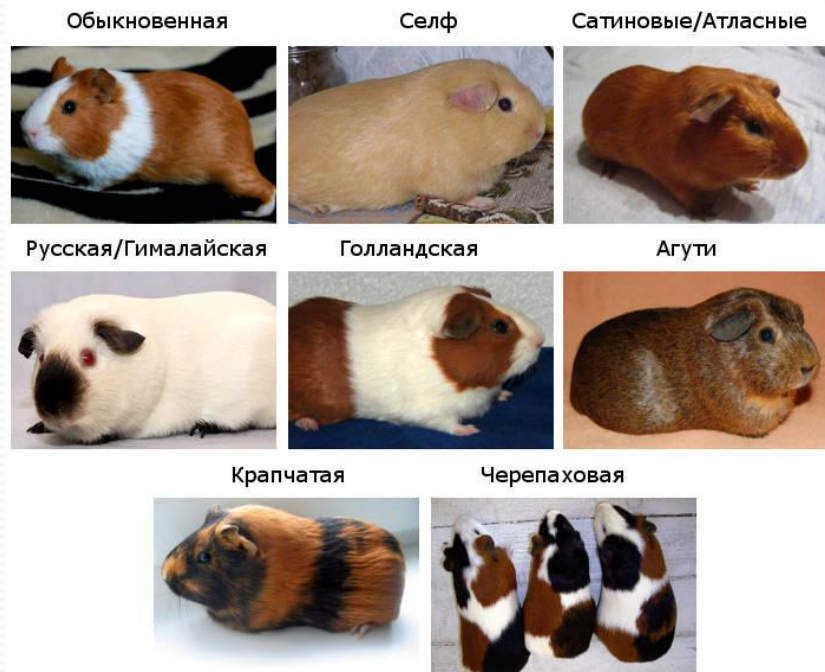 Обыкновенная
Селф
Сатиновые/Атласные
Русская/Гималайская
Голландская
Агути
Крапчатая
Черепаховая